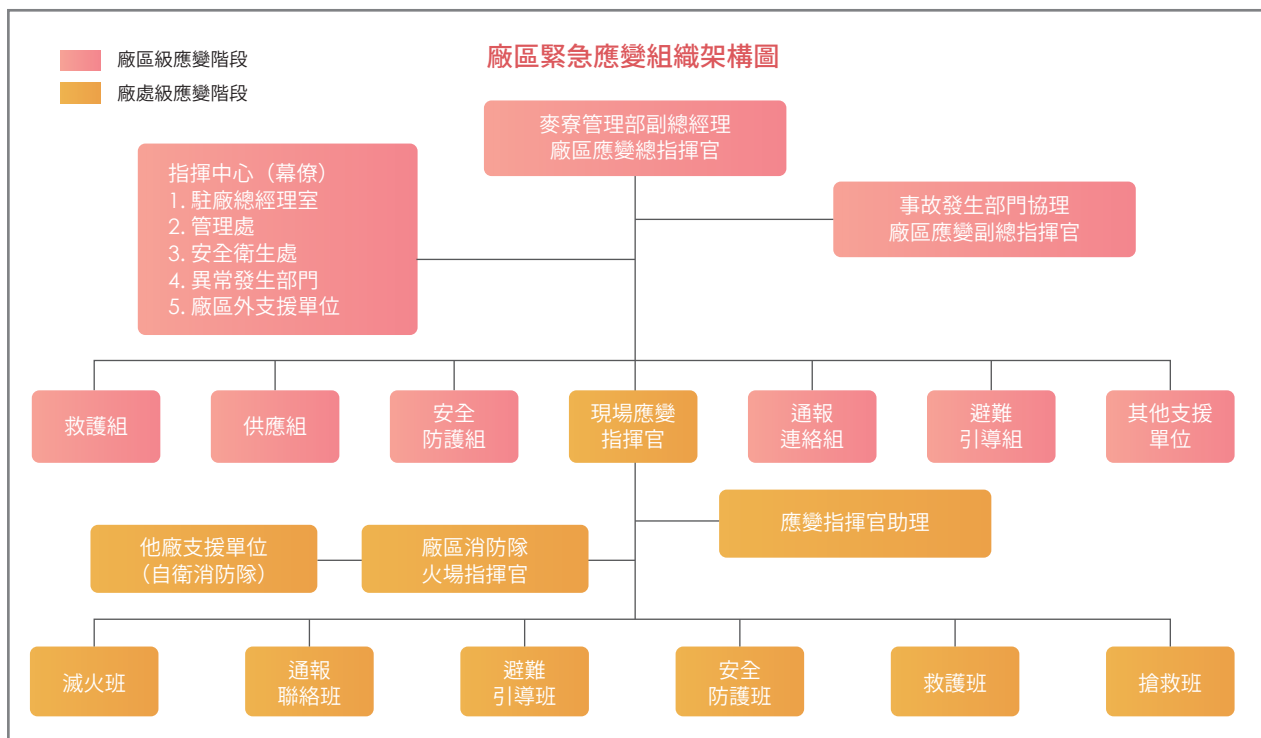 廠區級應變階段
廠處級應變階段
廠區緊急應變組織架構圖
麥寮管理部副總經理
廠區應變總指揮官
指揮中心（幕僚）
1. 駐廠總經理室
2. 管理處
3. 安全衛生處
4. 異常發生部門
5. 廠區外支援單位
事故發生部門協理
廠區應變副總指揮官
救護組
供應組
安全
防護組
現場應變
指揮官
通報
連絡組
避難
引導組
其他支援
單位
應變指揮官助理
他廠支援單位
（自衛消防隊）
廠區消防隊
火場指揮官
滅火班
通報
聯絡班
避難
引導班
安全
防護班
救護班
搶救班